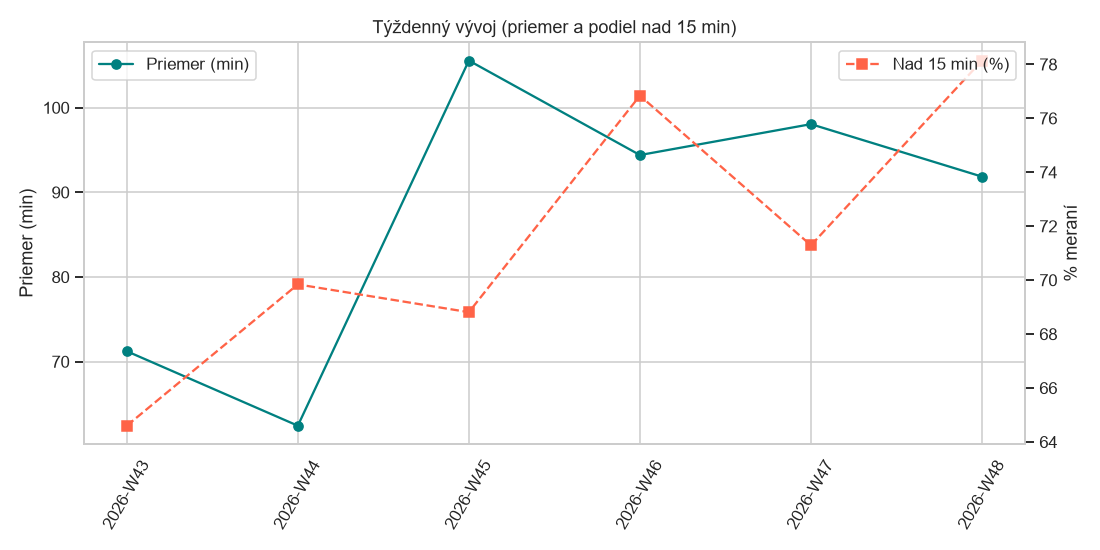 Týždenný vývoj (priemer a podiel nad 15 min)
Priemer (min)
Nad 15 min (%)
100
90
80
70
Priemer (min)
78
76
74
72
70
68
66
64
% meraní
2026-W43
2026-W44
2026-W45
2026-W46
2026-W47
2026-W48